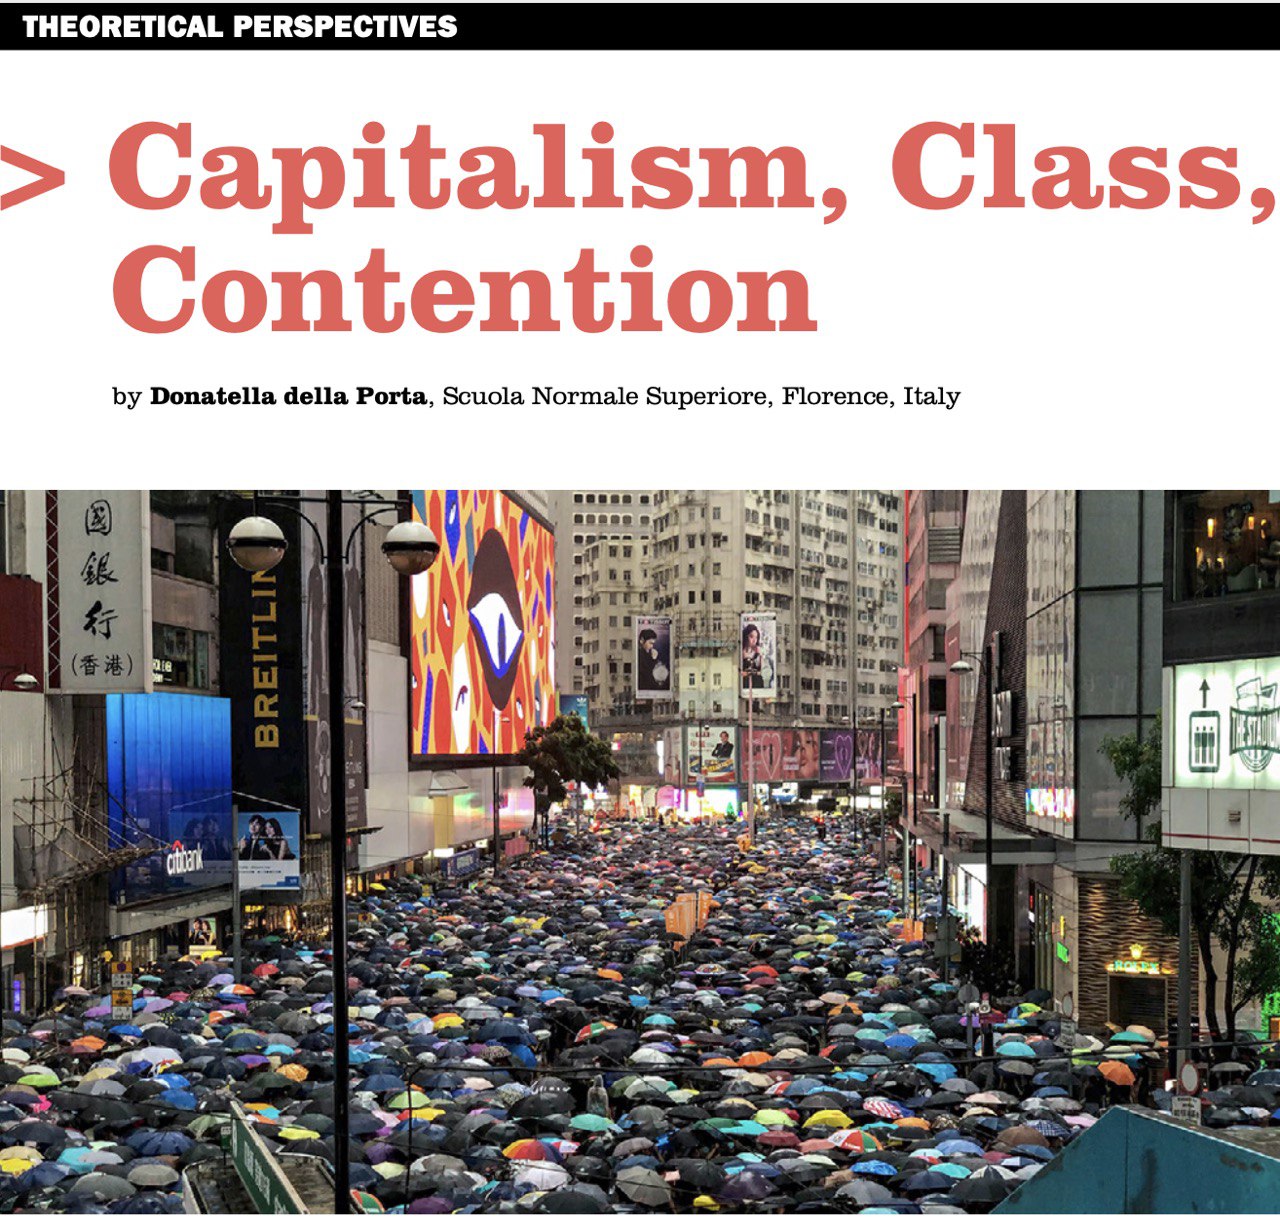 THEORETICAL PERSPECTIVES
> Capitalism, Class,
Contention
by Donatella della Porta, Scuola Normale Superiore, Florence, Italy
國銀行
(香港)
BREITLIN
citibank
ROLEX